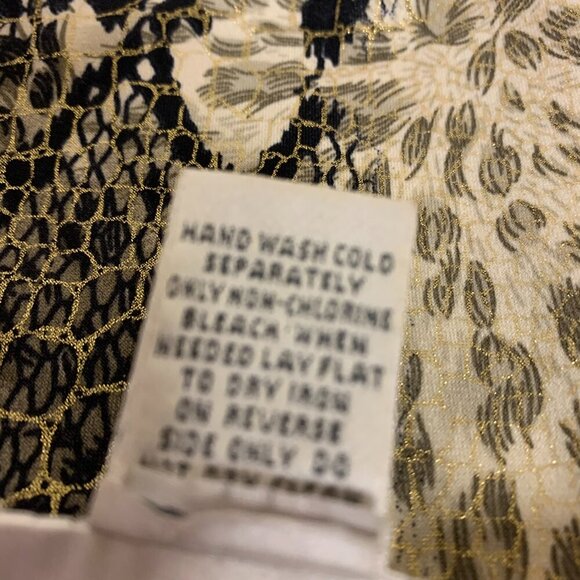 HAND WASH COLD
SEPARATELY
ONLY NON-CHLORINE
BLEACH WHEN
NEEDED LAY FLAT
TO DRY IRON
ON REVERSE
SIDE ONLY DO